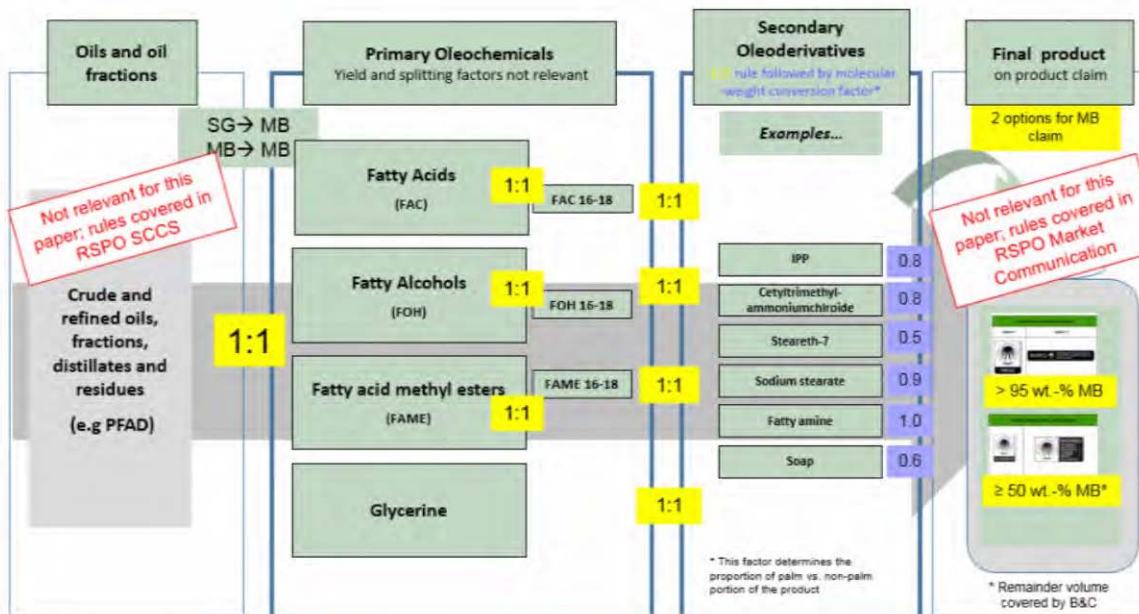 Oils and oil
fractions
Primary Oleochemicals
Yield and splitting factors not relevant
Secondary
Oleoderivatives
1:1 rule followed by molecular
weight conversion factor*
Final product
on product claim
SG→ MB
MB→ MB
Examples...
2 options for MB
claim
Not relevant for this
paper; rules covered in
RSPO SCCS
Crude and
refined oils,
fractions,
distillates and
residues
(e.g PFAD)
1:1
Fatty Acids
(FAC)
1:1
FAC 16-18
1:1
Fatty Alcohols
(FOH)
1:1
FOH 16-18
1:1
Fatty acid methyl esters
(FAME)
1:1
FAME 16-18
1:1
Glycerine
1:1
IPP
0.8
Cetyltrimethyl-
ammoniumchlroide
0.8
Steareth-7
0.5
Sodium stearate
0.9
Fatty amine
1.0
Soap
0.6
* This factor determines the
proportion of palm vs. non-palm
portion of the product
Not relevant for this
paper; rules covered in
RSPO Market
Communication
> 95 wt.-% MB
≥ 50 wt.-% MB*
* Remainder volume
covered by B&C